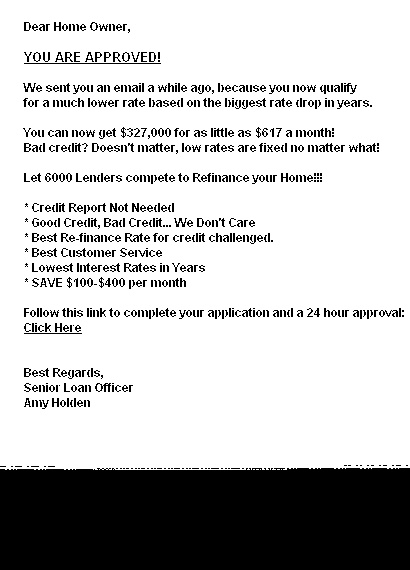 Dear Home Owner,
YOU ARE APPROVED!
We sent you an email a while ago, because you now qualify
for a much lower rate based on the biggest rate drop in years.
You can now get $327,000 for as little as $617 a month!
Bad credit? Doesn't matter, low rates are fixed no matter what!
Let 6000 Lenders compete to Refinance your Home!!!
* Credit Report Not Needed
* Good Credit, Bad Credit... We Don't Care
* Best Re-finance Rate for credit challenged.
* Best Customer Service
* Lowest Interest Rates in Years
* SAVE $100-$400 per month
Follow this link to complete your application and a 24 hour approval:
Click Here
Best Regards,
Senior Loan Officer
Amy Holden